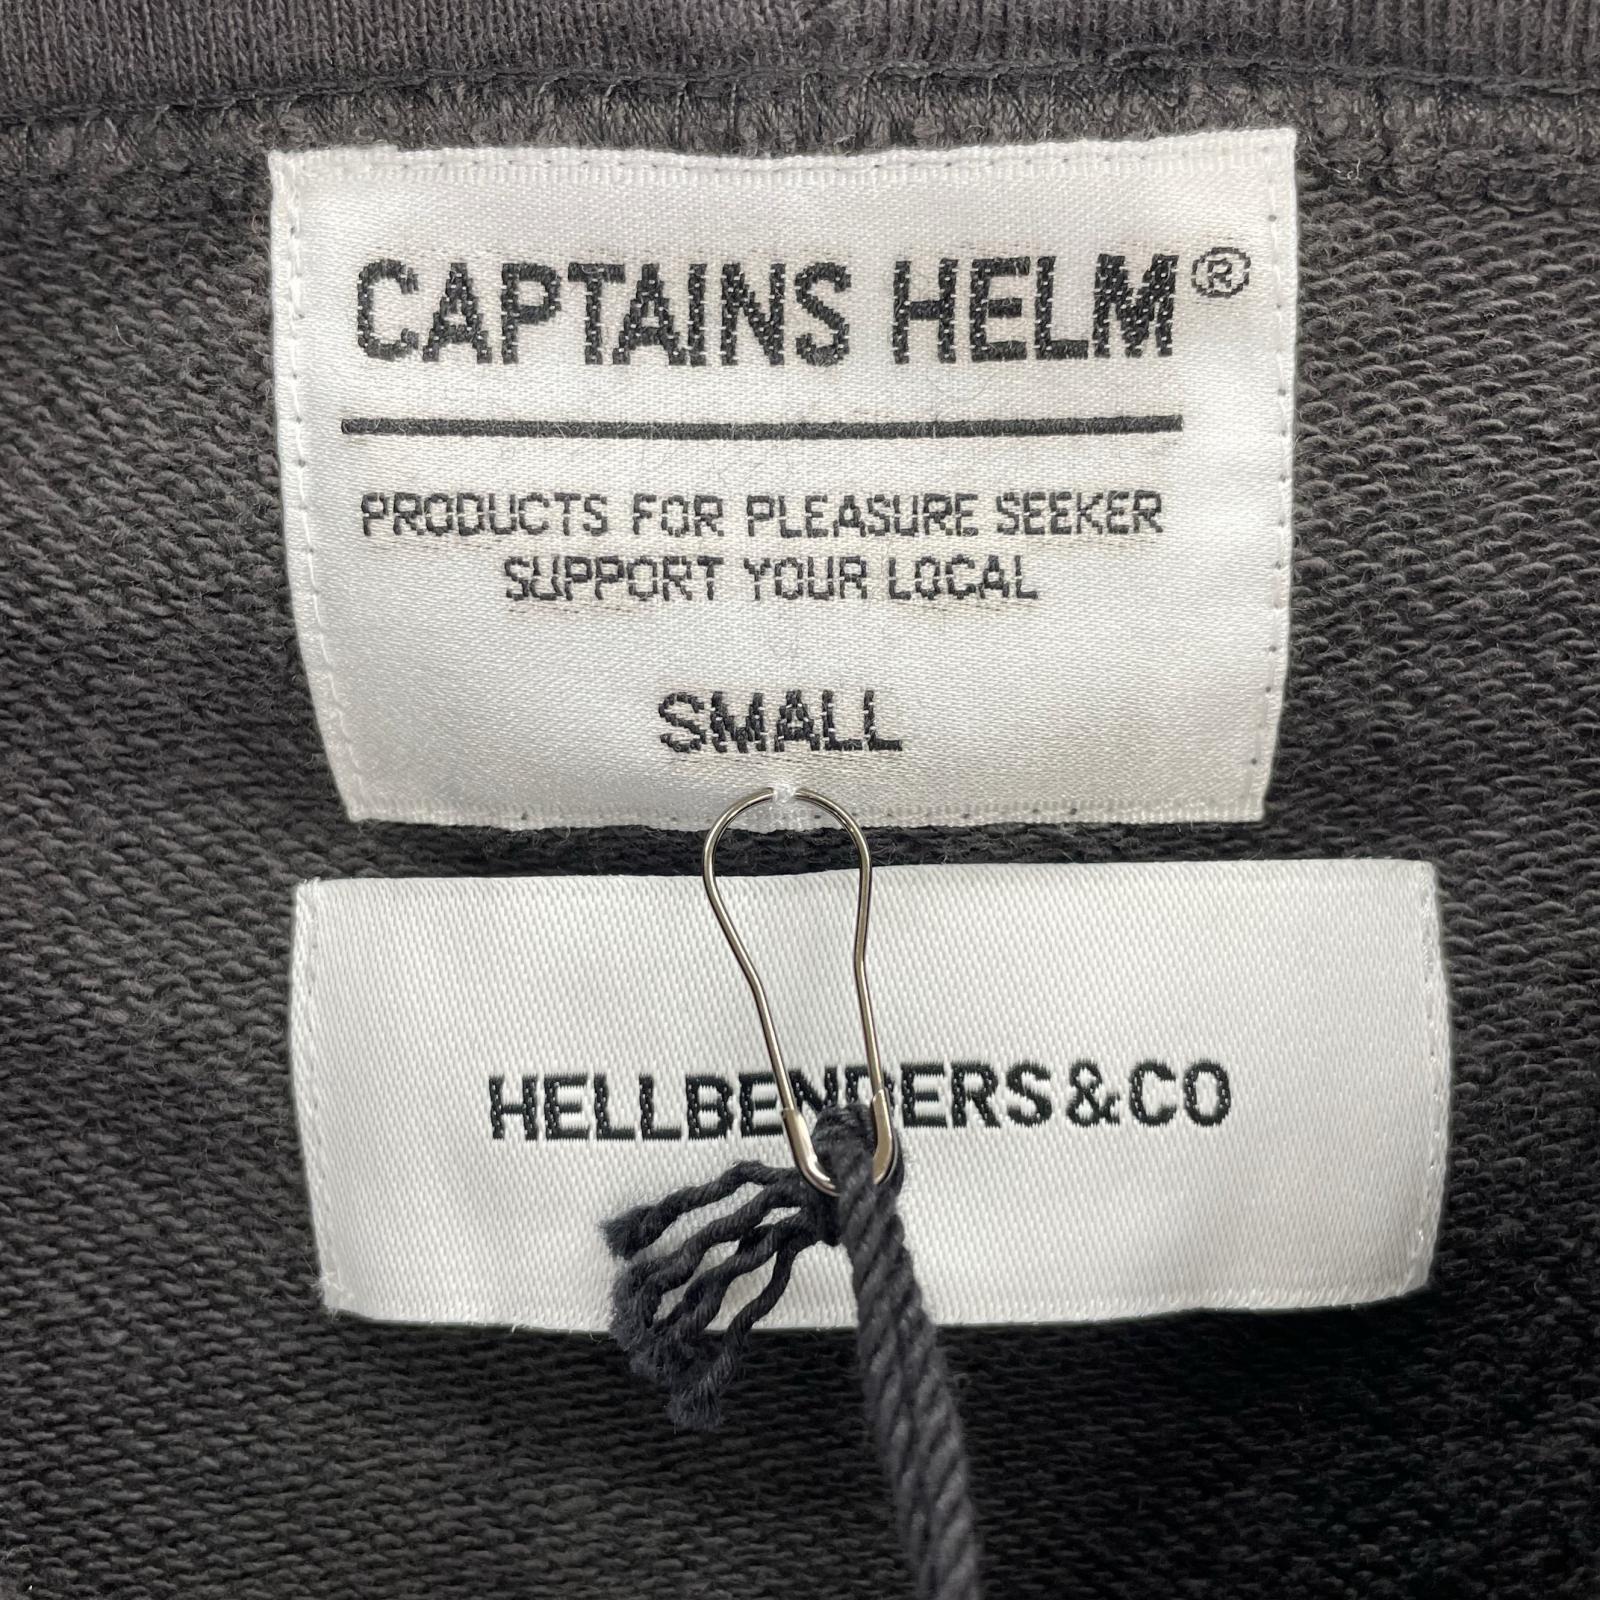 CAPTAINS HELM®
PRODUCTS FOR PLEASURE SEEKER
SUPPORT YOUR LOCAL
SMALL
HELLBENDERS&CO